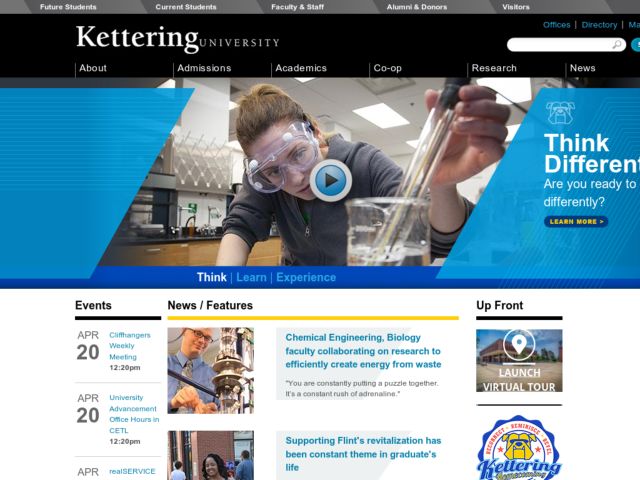 Future Students
Current Students
Faculty & Staff
Alumni & Donors
Visitors
Offices | Directory |
Kettering UNIVERSITY
About
Admissions
Academics
Co-op
Research
News
Think
Different
Are you ready to
differently?
LEARN MORE >
Think | Learn | Experience
Events
APR
20
Cliffhangers
Weekly
Meeting
12:20pm
APR
20
University
Advancement
Office Hours in
CETL
12:20pm
APR
realSERVICE
News / Features
Chemical Engineering, Biology
faculty collaborating on research to
efficiently create energy from waste
"You are constantly putting a puzzle together.
It's a constant rush of adrenaline."
Supporting Flint's revitalization has
been constant theme in graduate's
life
Up Front
LAUNCH
VIRTUAL TOUR
RECONNECT • REMINISCE • REVEL
Kettering
Homecoming